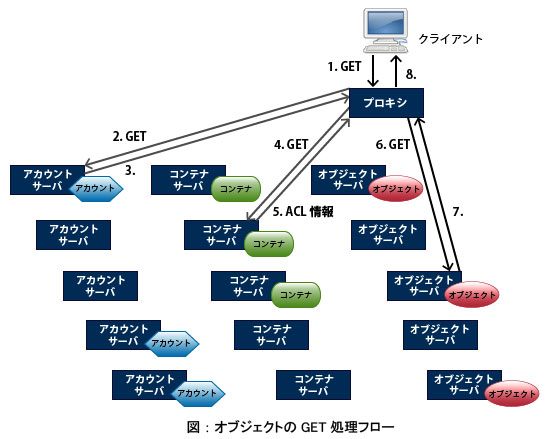 クライアント
1. GET
8.
プロキシ
2. GET
3.
4. GET
5. ACL 情報
6. GET
7.
アカウント
サーバ
アカウント
コンテナ
サーバ
コンテナ
オブジェクト
サーバ
オブジェクト
アカウント
サーバ
コンテナ
サーバ
コンテナ
オブジェクト
サーバ
アカウント
サーバ
コンテナ
サーバ
コンテナ
オブジェクト
サーバ
オブジェクト
アカウント
サーバ
アカウント
コンテナ
サーバ
オブジェクト
サーバ
アカウント
サーバ
アカウント
コンテナ
サーバ
オブジェクト
サーバ
オブジェクト
図 : オブジェクトの GET 処理フロー